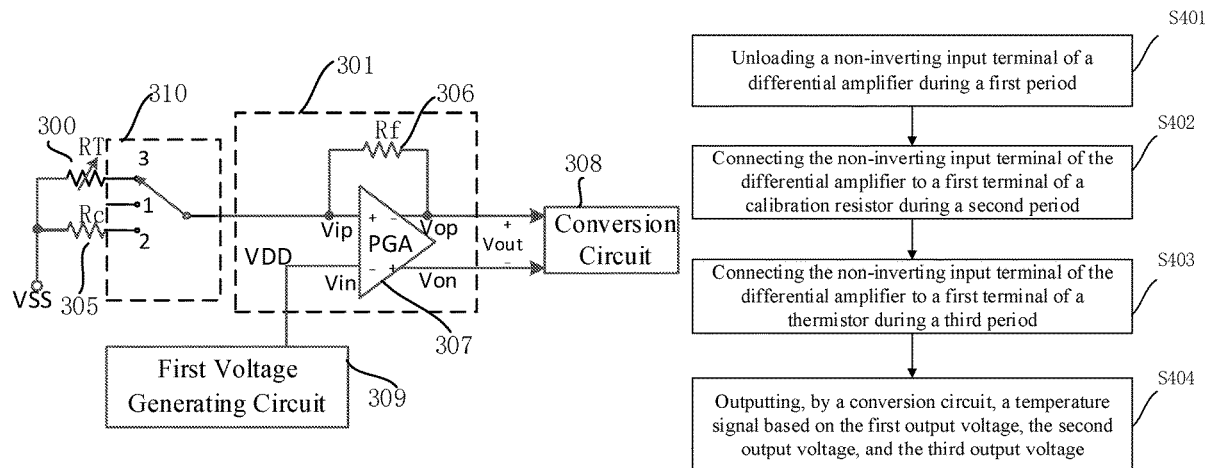 301
310
306
300
RT
Rf
3
308
1
Rc
2
Vip
+
-
PGA
Vop
+
Vout
-
Conversion
Circuit
VDD
Vin
-
+
Von
VSS
305
307
First Voltage
Generating Circuit
309
S401
Unloading a non-inverting input terminal of a
differential amplifier during a first period
S402
Connecting the non-inverting input terminal of the
differential amplifier to a first terminal of a
calibration resistor during a second period
S403
Connecting the non-inverting input terminal of the
differential amplifier to a first terminal of a
thermistor during a third period
S404
Outputting, by a conversion circuit, a temperature
signal based on the first output voltage, the second
output voltage, and the third output voltage